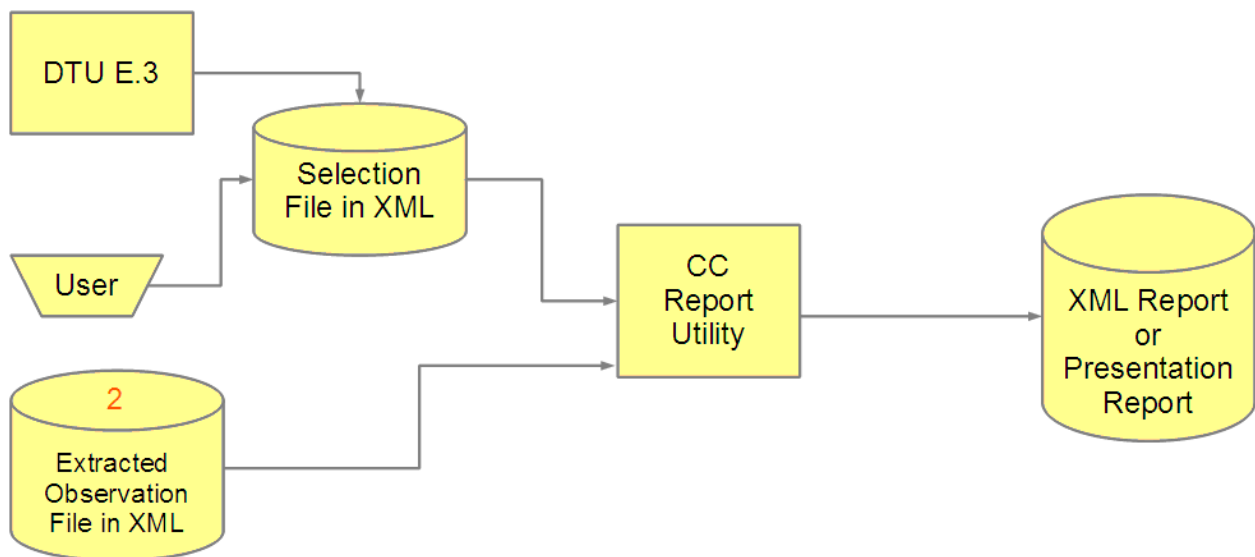 DTU E.3
Selection
File in XML
User
2
Extracted
Observation
File in XML
CC
Report
Utility
XML Report
or
Presentation
Report